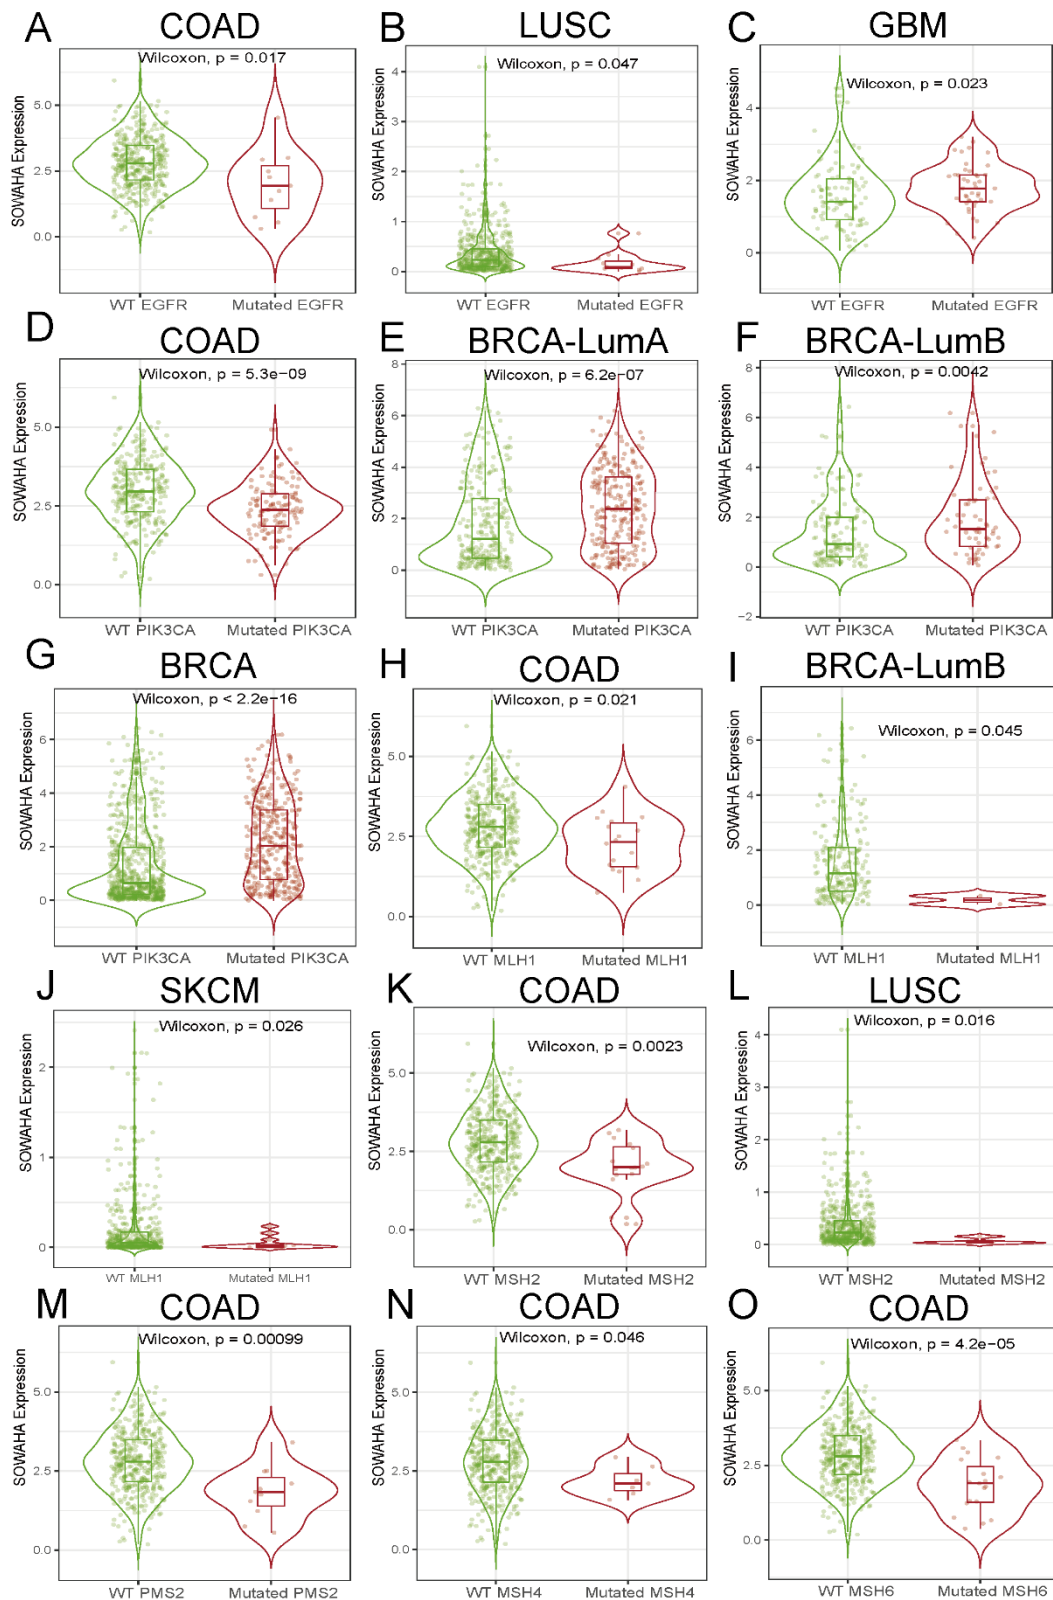 A COAD
Wilcoxon, p = 0.017
SOWAHA Expression
5.0
2.5
0.0
WT EGFR Mutated EGFR
B LUSC
Wilcoxon, p = 0.047
SOWAHA Expression
4
3
2
1
0
WT EGFR Mutated EGFR
C GBM
Wilcoxon, p = 0.023
SOWAHA Expression
4
2
0
WT EGFR Mutated EGFR
D COAD
Wilcoxon, p = 5.3e−09
SOWAHA Expression
5.0
2.5
0.0
WT PIK3CA Mutated PIK3CA
E BRCA-LumA
Wilcoxon, p = 6.2e−07
SOWAHA Expression
8
6
4
2
0
WT PIK3CA Mutated PIK3CA
F BRCA-LumB
Wilcoxon, p = 0.0042
SOWAHA Expression
8
6
4
2
0
−2
WT PIK3CA Mutated PIK3CA
G BRCA
Wilcoxon, p < 2.2e−16
SOWAHA Expression
6
4
2
0
WT PIK3CA Mutated PIK3CA
H COAD
Wilcoxon, p = 0.021
SOWAHA Expression
5.0
2.5
0.0
WT MLH1 Mutated MLH1
I BRCA-LumB
Wilcoxon, p = 0.045
SOWAHA Expression
6
4
2
0
WT MLH1 Mutated MLH1
J SKCM
Wilcoxon, p = 0.026
SOWAHA Expression
2
1
0
WT MLH1 Mutated MLH1
K COAD
Wilcoxon, p = 0.0023
SOWAHA Expression
5.0
2.5
0.0
WT MSH2 Mutated MSH2
L LUSC
Wilcoxon, p = 0.016
SOWAHA Expression
4
3
2
1
0
WT MSH2 Mutated MSH2
M COAD
Wilcoxon, p = 0.00099
SOWAHA Expression
5.0
2.5
0.0
WT PMS2 Mutated PMS2
N COAD
Wilcoxon, p = 0.046
SOWAHA Expression
5.0
2.5
0.0
WT MSH4 Mutated MSH4
O COAD
Wilcoxon, p = 4.2e−05
SOWAHA Expression
5.0
2.5
0.0
WT MSH6 Mutated MSH6